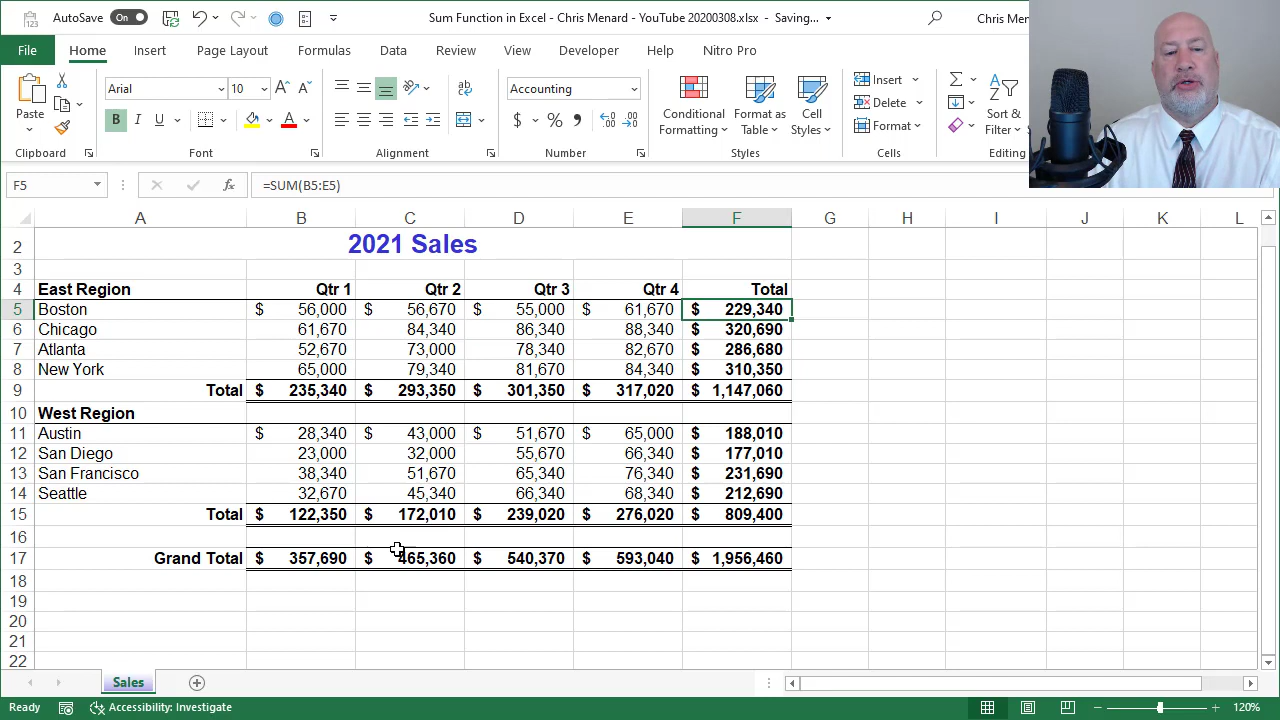 AutoSave On Sum Function in Excel - Chris Menard - YouTube 20200308.xlsx - Saving... Chris Men
File Home Insert Page Layout Formulas Data Review View Developer Help Nitro Pro
Paste Arial 10 A A ab Accounting Conditional Formatting Format as Table Cell Styles Insert Delete Format Sort & Filter
B I U A $ % ,
Clipboard Font Alignment Number Styles Cells Editing
F5 fx =SUM(B5:E5)
A B C D E F G H I J K L
2 2021 Sales
3
4 East Region Qtr 1 Qtr 2 Qtr 3 Qtr 4 Total
5 Boston $ 56,000 $ 56,670 $ 55,000 $ 61,670 $ 229,340
6 Chicago 61,670 84,340 86,340 88,340 $ 320,690
7 Atlanta 52,670 73,000 78,340 82,670 $ 286,680
8 New York 65,000 79,340 81,670 84,340 $ 310,350
9 Total $ 235,340 $ 293,350 $ 301,350 $ 317,020 $ 1,147,060
10 West Region
11 Austin $ 28,340 $ 43,000 $ 51,670 $ 65,000 $ 188,010
12 San Diego 23,000 32,000 55,670 66,340 $ 177,010
13 San Francisco 38,340 51,670 65,340 76,340 $ 231,690
14 Seattle 32,670 45,340 66,340 68,340 $ 212,690
15 Total $ 122,350 $ 172,010 $ 239,020 $ 276,020 $ 809,400
16
17 Grand Total $ 357,690 $ 465,360 $ 540,370 $ 593,040 $ 1,956,460
18
19
20
21
22
Sales
Ready Accessibility: Investigate 120%